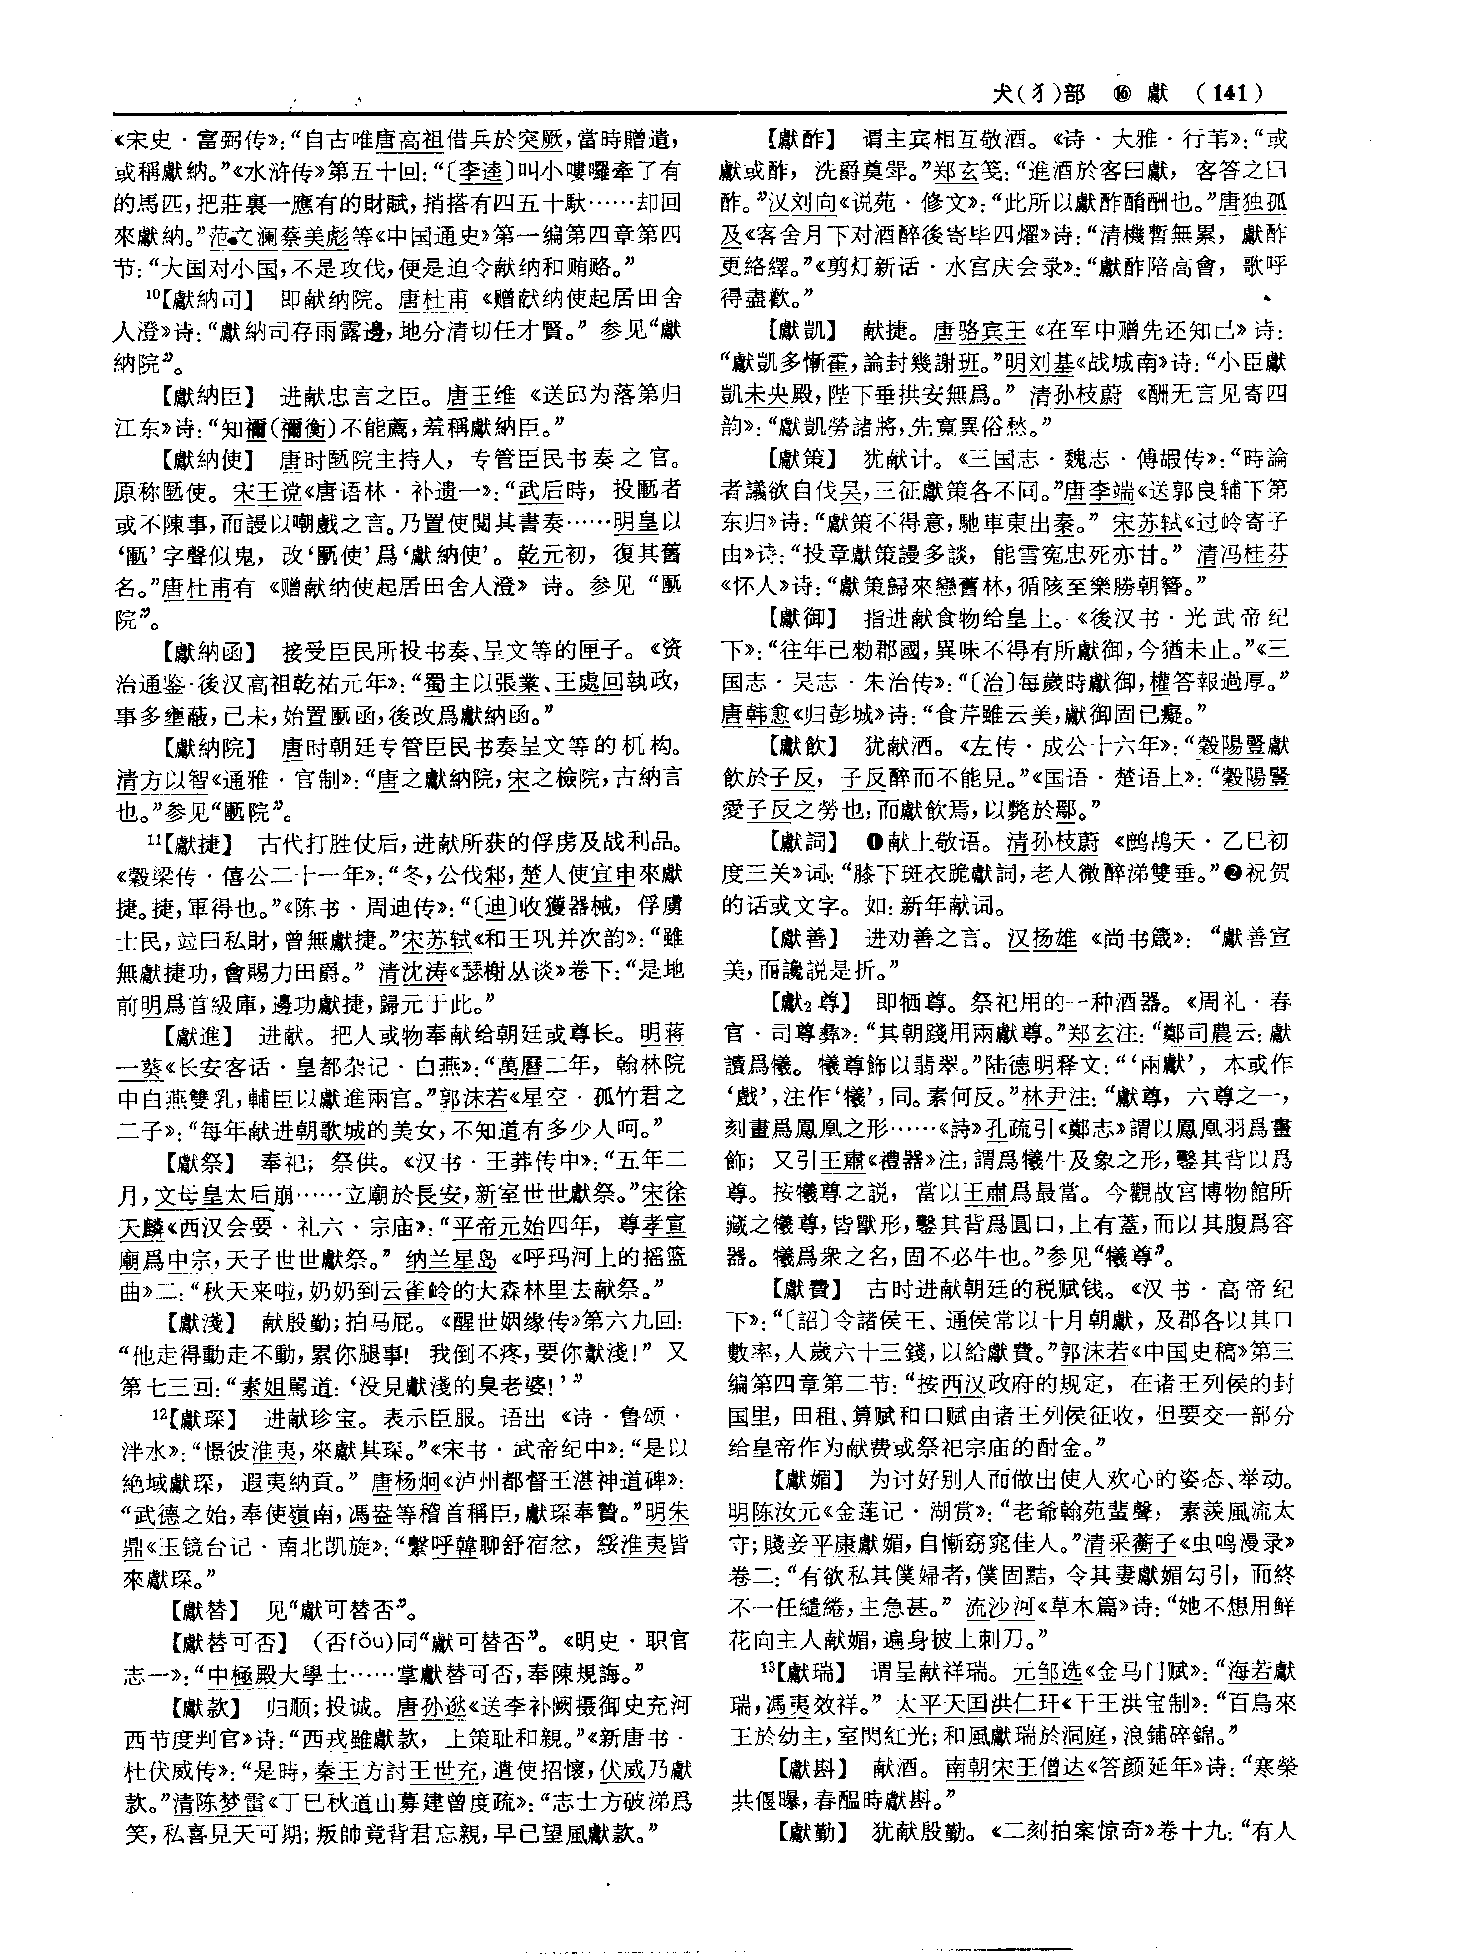 犬(犭)部 ⑯ 獻 (141)
《宋史·富弼传》:“自古唯唐高祖借兵於突厥,當時贈遺,
或稱獻納。”《水浒传》第五十回:“〔李逵〕叫小嘍囉牽了有
的馬匹,把莊裏一應有的財賦,捎搭有四五十馱……却回
來獻納。”范文澜蔡美彪等《中国通史》第一编第四章第四
节:“大国对小国,不是攻伐,便是迫令献纳和贿赂。”
¹⁰【獻納司】 即献纳院。唐杜甫《赠献纳使起居田舍
人澄》诗:“獻納司存雨露邊,地分清切任才賢。”参见“獻
納院”。
【獻納臣】 进献忠言之臣。唐王维《送邱为落第归
江东》诗:“知禰(禰衡)不能薦,羞稱獻納臣。”
【獻納使】 唐时匦院主持人,专管臣民书奏之官。
原称匦使。宋王谠《唐语林·补遗一》:“武后時,投匭者
或不陳事,而謾以嘲戲之言。乃置使閲其書奏……明皇以
‘匭’字聲似鬼,改‘匭使’爲‘獻納使’。乾元初,復其舊
名。”唐杜甫有《赠献纳使起居田舍人澄》诗。参见“匭
院”。
【獻納函】 接受臣民所投书奏、呈文等的匣子。《资
治通鉴·後汉高祖乾祐元年》:“蜀主以張業、王處回執政,
事多壅蔽,己未,始置匭函,後改爲獻納函。”
【獻納院】 唐时朝廷专管臣民书奏呈文等的机构。
清方以智《通雅·官制》:“唐之獻納院,宋之檢院,古納言
也。”参见“匭院”。
¹¹【獻捷】 古代打胜仗后,进献所获的俘虏及战利品。
《穀梁传·僖公二十一年》:“冬,公伐邾,楚人使宜申來獻
捷。捷,軍得也。”《陈书·周迪传》:“〔迪〕收獲器械,俘虜
士民,竝曰私財,曾無獻捷。”宋苏轼《和王巩并次韵》:“雖
無獻捷功,會賜力田爵。”清沈涛《瑟榭丛谈》卷下:“是地
前明爲首級庫,邊功獻捷,歸元于此。”
【獻進】 进献。把人或物奉献给朝廷或尊长。明蒋
一葵《长安客话·皇都杂记·白燕》:“萬曆二年,翰林院
中白燕雙乳,輔臣以獻進兩宫。”郭沫若《星空·孤竹君之
二子》:“每年献进朝歌城的美女,不知道有多少人呵。”
【獻祭】 奉祀;祭供。《汉书·王莽传中》:“五年二
月,文母皇太后崩……立廟於長安,新室世世獻祭。”宋徐
天麟《西汉会要·礼六·宗庙》:“平帝元始四年,尊孝宣
廟爲中宗,天子世世獻祭。”纳兰星岛《呼玛河上的摇篮
曲》二:“秋天来啦,奶奶到云雀岭的大森林里去献祭。”
【獻淺】 献殷勤;拍马屁。《醒世姻缘传》第六九回:
“他走得動走不動,累你腿事!我倒不疼,要你獻淺!”又
第七三回:“素姐駡道:‘没見獻淺的臭老婆!’”
¹²【獻琛】 进献珍宝。表示臣服。语出《诗·鲁颂·
泮水》:“憬彼淮夷,來獻其琛。”《宋书·武帝纪中》:“是以
絶域獻琛,遐夷納貢。”唐杨炯《泸州都督王湛神道碑》:
“武德之始,奉使嶺南,馮盎等稽首稱臣,獻琛奉贄。”明朱
鼎《玉镜台记·南北凯旋》:“繫呼韓聊舒宿忿,綏淮夷皆
來獻琛。”
【獻替】 见“獻可替否”。
【獻替可否】 (否fǒu)同“獻可替否”。《明史·职官
志一》:“中極殿大學士……掌獻替可否,奉陳規誨。”
【獻款】 归顺;投诚。唐孙逖《送李补阙摄御史充河
西节度判官》诗:“西戎雖獻款,上策耻和親。”《新唐书·
杜伏威传》:“是時,秦王方討王世充,遣使招懷,伏威乃獻
款。”清陈梦雷《丁巳秋道山募建曾度疏》:“志士方破涕爲
笑,私喜見天可期;叛帥竟背君忘親,早已望風獻款。”
【獻酢】 谓主宾相互敬酒。《诗·大雅·行苇》:“或
獻或酢,洗爵奠斝。”郑玄笺:“進酒於客曰獻,客答之曰
酢。”汉刘向《说苑·修文》:“此所以獻酢酳酬也。”唐独孤
及《客舍月下对酒醉後寄毕四燿》诗:“清機暫無累,獻酢
更絡繹。”《剪灯新话·水宫庆会录》:“獻酢陪高會,歌呼
得盡歡。”
【獻凱】 献捷。唐骆宾王《在军中赠先还知己》诗:
“獻凱多慚霍,論封幾謝班。”明刘基《战城南》诗:“小臣獻
凱未央殿,陛下垂拱安無爲。”清孙枝蔚《酬无言见寄四
韵》:“獻凱勞諸將,先寬異俗愁。”
【獻策】 犹献计。《三国志·魏志·傅嘏传》:“時論
者議欲自伐吴,三征獻策各不同。”唐李端《送郭良辅下第
东归》诗:“獻策不得意,馳車東出秦。”宋苏轼《过岭寄子
由》诗:“投章獻策謾多談,能雪冤忠死亦甘。”清冯桂芬
《怀人》诗:“獻策歸來戀舊林,循陔至樂勝朝簪。”
【獻御】 指进献食物给皇上。《後汉书·光武帝纪
下》:“往年已勑郡國,異味不得有所獻御,今猶未止。”《三
国志·吴志·朱治传》:“〔治〕每歲時獻御,權答報過厚。”
唐韩愈《归彭城》诗:“食芹雖云美,獻御固已癡。”
【獻飲】 犹献酒。《左传·成公十六年》:“穀陽豎獻
飲於子反,子反醉而不能見。”《国语·楚语上》:“穀陽豎
愛子反之勞也,而獻飲焉,以斃於鄢。”
【獻詞】 ❶献上敬语。清孙枝蔚《鹧鸪天·乙巳初
度三关》词:“膝下斑衣跪獻詞,老人微醉涕雙垂。”❷祝贺
的话或文字。如:新年献词。
【獻善】 进劝善之言。汉扬雄《尚书箴》:“獻善宣
美,而讒説是折。”
【獻₂尊】 即牺尊。祭祀用的一种酒器。《周礼·春
官·司尊彝》:“其朝踐用兩獻尊。”郑玄注:“鄭司農云:獻
讀爲犧。犧尊飾以翡翠。”陆德明释文:“‘兩獻’,本或作
‘戲’,注作‘犧’,同。素何反。”林尹注:“獻尊,六尊之一,
刻畫爲鳳凰之形……《詩》孔疏引《鄭志》謂以鳳凰羽爲畫
飾;又引王肅《禮器》注,謂爲犧牛及象之形,鑿其背以爲
尊。按犧尊之説,當以王肅爲最當。今觀故宫博物館所
藏之犧尊,皆獸形,鑿其背爲圓口,上有蓋,而以其腹爲容
器。犧爲衆之名,固不必牛也。”参见“犧尊”。
【獻費】 古时进献朝廷的税赋钱。《汉书·高帝纪
下》:“〔詔〕令諸侯王、通侯常以十月朝獻,及郡各以其口
數率,人歲六十三錢,以給獻費。”郭沫若《中国史稿》第三
编第四章第二节:“按西汉政府的规定,在诸王列侯的封
国里,田租、算赋和口赋由诸王列侯征收,但要交一部分
给皇帝作为献费或祭祀宗庙的酎金。”
【獻媚】 为讨好别人而做出使人欢心的姿态、举动。
明陈汝元《金莲记·湖赏》:“老爺翰苑蜚聲,素羡風流太
守;賤妾平康獻媚,自慚窈窕佳人。”清采蘅子《虫鸣漫录》
卷二:“有欲私其僕婦者,僕固黠,令其妻獻媚勾引,而終
不一任繾綣,主急甚。”流沙河《草木篇》诗:“她不想用鲜
花向主人献媚,遍身披上刺刀。”
¹³【獻瑞】 谓呈献祥瑞。元邹选《金马门赋》:“海若獻
瑞,馮夷效祥。”太平天国洪仁玕《干王洪宝制》:“百鳥來
王於幼主,室閃紅光;和風獻瑞於洞庭,浪鋪碎錦。”
【獻斟】 献酒。南朝宋王僧达《答颜延年》诗:“寒榮
共偃曝,春醖時獻斟。”
【獻勤】 犹献殷勤。《二刻拍案惊奇》卷十九:“有人